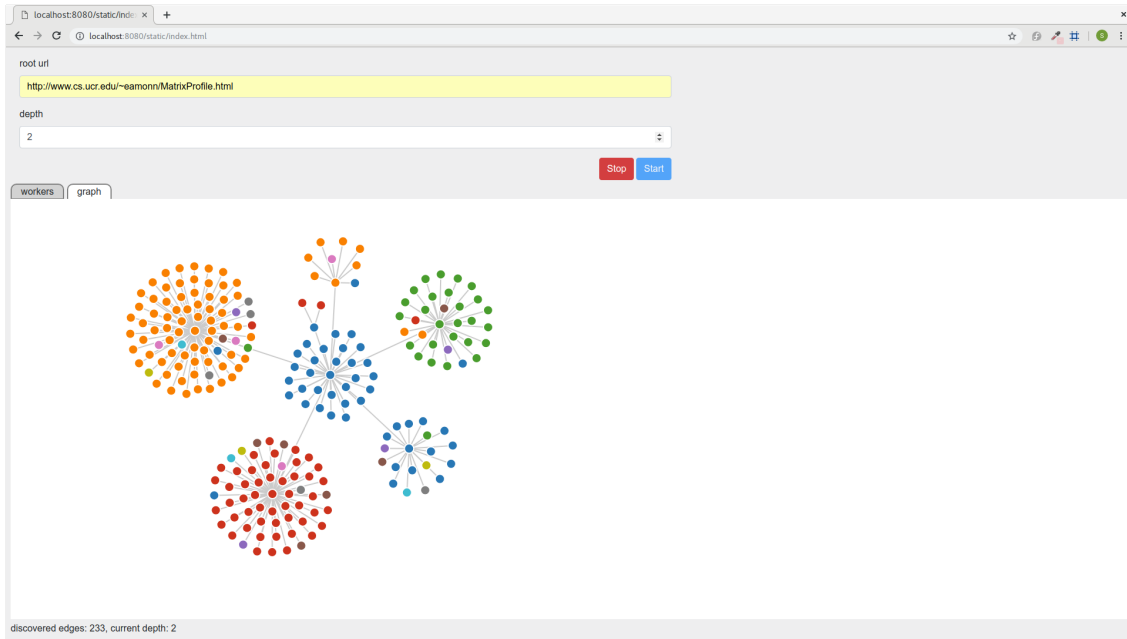 localhost:8080/static/inde × +
localhost:8080/static/index.html
root url
http://www.cs.ucr.edu/~eamonn/MatrixProfile.html
depth
2
Stop Start
workers graph
discovered edges: 233, current depth: 2